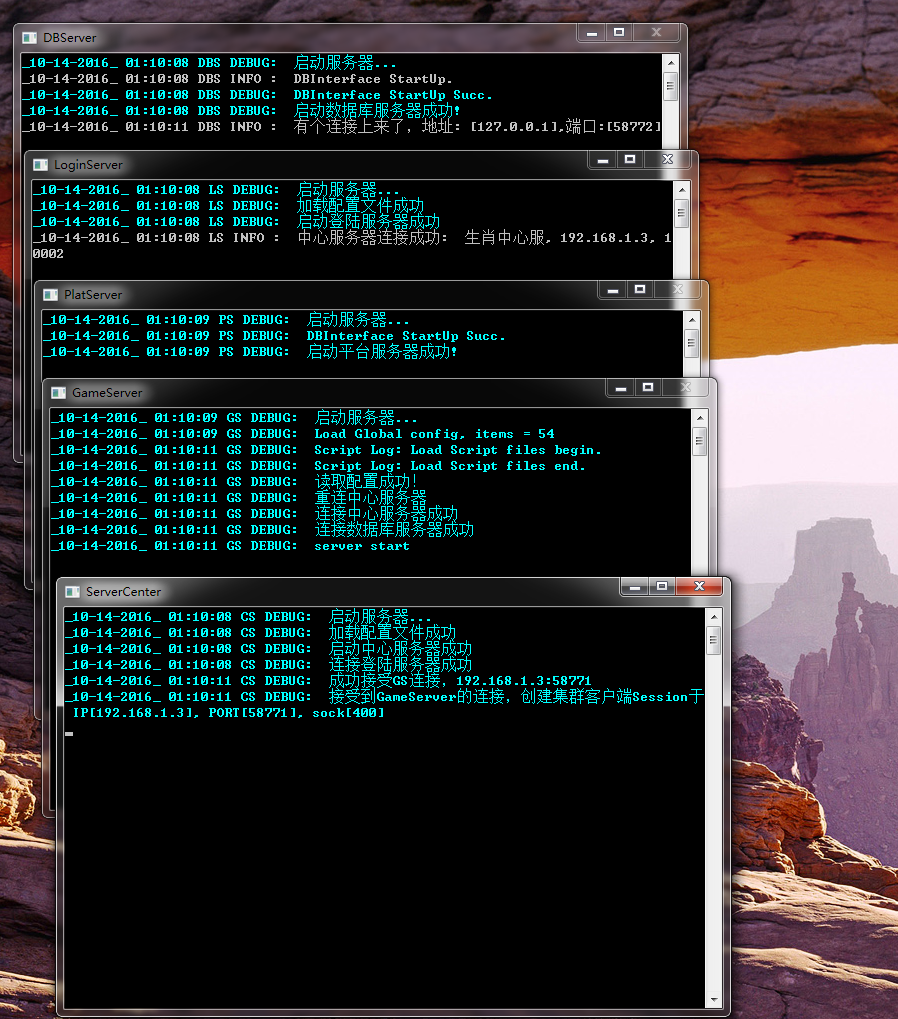 DBServer
_10-14-2016_ 01:10:08 DBS DEBUG: 启动服务器...
_10-14-2016_ 01:10:08 DBS INFO : DBInterface StartUp.
_10-14-2016_ 01:10:08 DBS DEBUG: DBInterface StartUp Succ.
_10-14-2016_ 01:10:08 DBS DEBUG: 启动数据库服务器成功!
_10-14-2016_ 01:10:11 DBS INFO : 有个连接上来了，地址：[127.0.0.1],端口:[58772]
LoginServer
_10-14-2016_ 01:10:08 LS DEBUG: 启动服务器...
_10-14-2016_ 01:10:08 LS DEBUG: 加载配置文件成功
_10-14-2016_ 01:10:08 LS DEBUG: 启动登陆服务器成功
_10-14-2016_ 01:10:08 LS INFO : 中心服务器连接成功： 生肖中心服, 192.168.1.3, 1
0002
PlatServer
_10-14-2016_ 01:10:09 PS DEBUG: 启动服务器...
_10-14-2016_ 01:10:09 PS DEBUG: DBInterface StartUp Succ.
_10-14-2016_ 01:10:09 PS DEBUG: 启动平台服务器成功!
GameServer
_10-14-2016_ 01:10:09 GS DEBUG: 启动服务器...
_10-14-2016_ 01:10:09 GS DEBUG: Load Global config, items = 54
_10-14-2016_ 01:10:11 GS DEBUG: Script Log: Load Script files begin.
_10-14-2016_ 01:10:11 GS DEBUG: Script Log: Load Script files end.
_10-14-2016_ 01:10:11 GS DEBUG: 读取配置成功！
_10-14-2016_ 01:10:11 GS DEBUG: 重连中心服务器
_10-14-2016_ 01:10:11 GS DEBUG: 连接中心服务器成功
_10-14-2016_ 01:10:11 GS DEBUG: 连接数据库服务器成功
_10-14-2016_ 01:10:11 GS DEBUG: server start
ServerCenter
_10-14-2016_ 01:10:08 CS DEBUG: 启动服务器...
_10-14-2016_ 01:10:08 CS DEBUG: 加载配置文件成功
_10-14-2016_ 01:10:08 CS DEBUG: 启动中心服务器成功
_10-14-2016_ 01:10:08 CS DEBUG: 连接登陆服务器成功
_10-14-2016_ 01:10:11 CS DEBUG: 成功接受GS连接，192.168.1.3:58771
_10-14-2016_ 01:10:11 CS DEBUG: 接受到GameServer的连接，创建集群客户端Session于
IP[192.168.1.3], PORT[58771], sock[400]